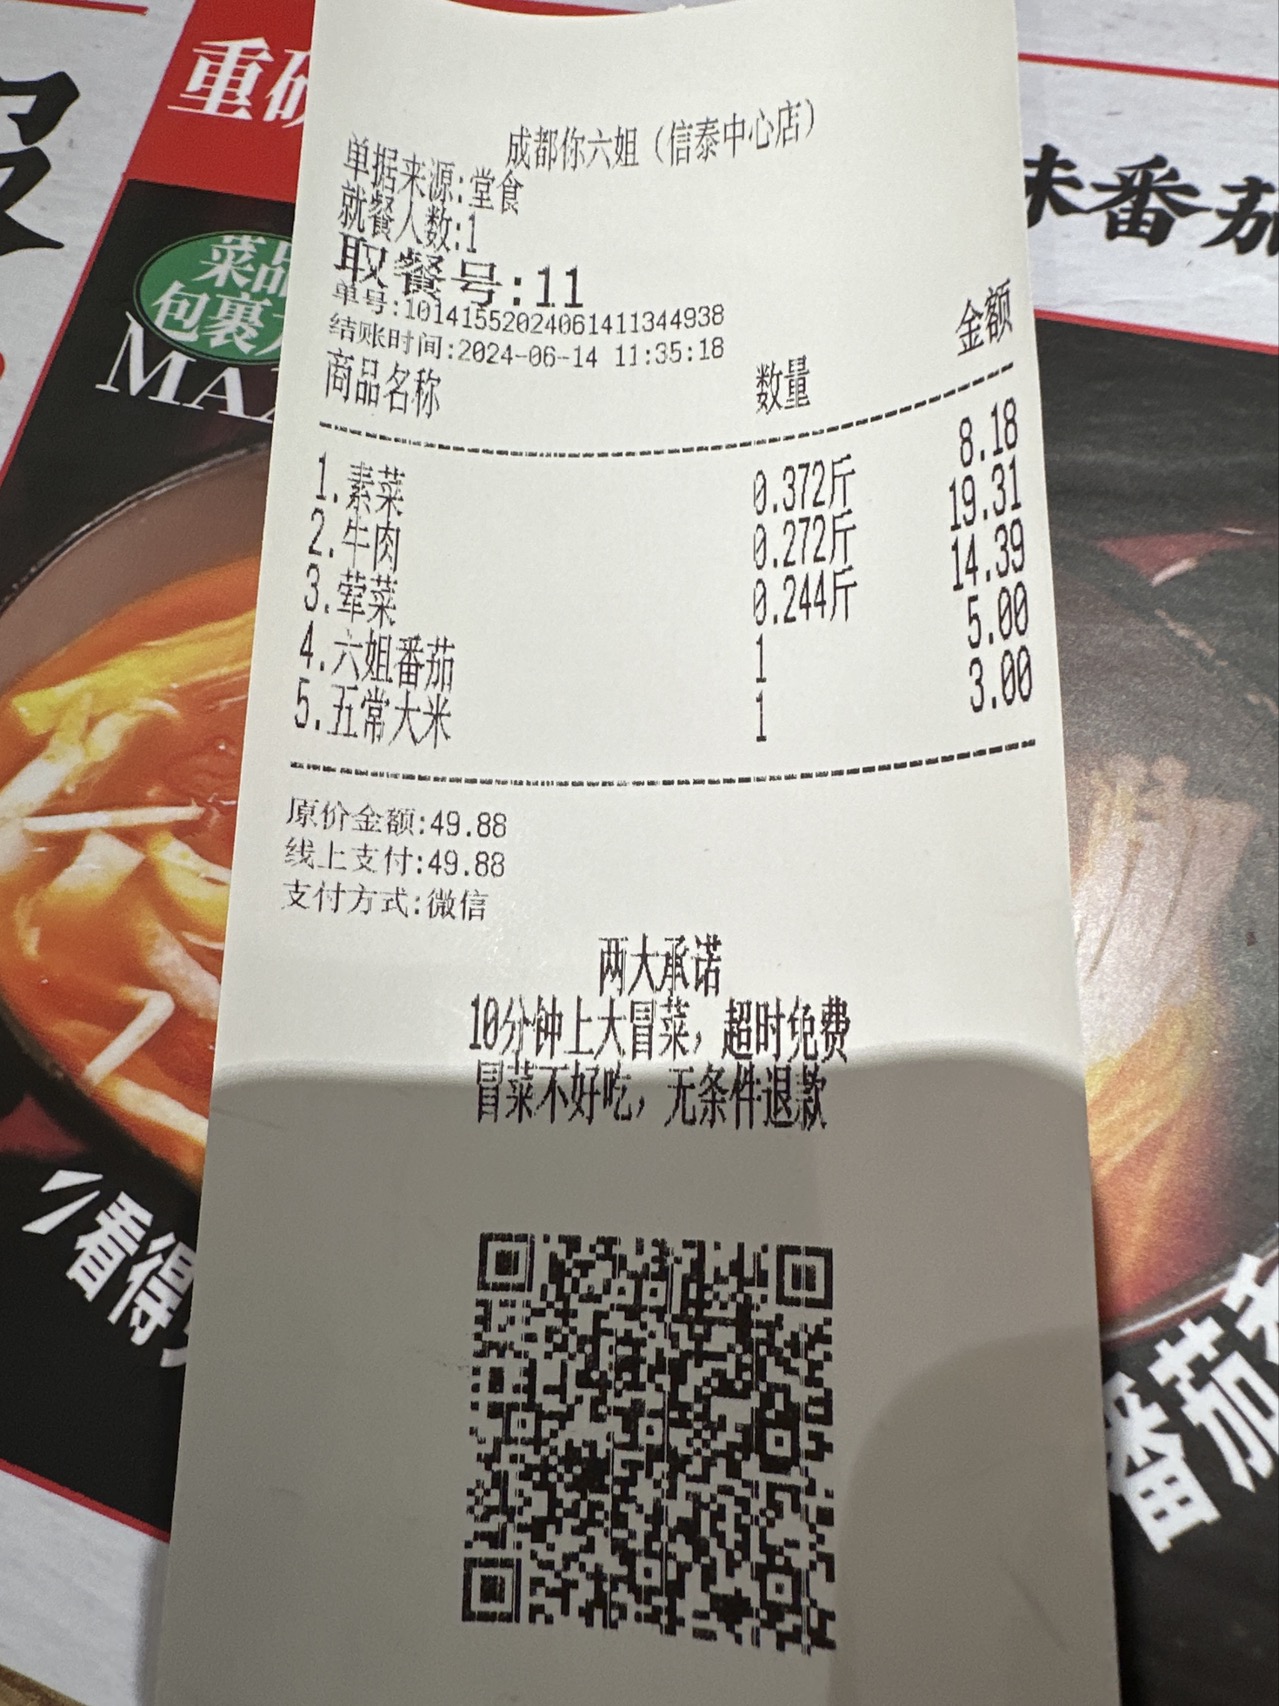 重磅
菜品
包裹
MAX
味番茄
成都你六姐（信泰中心店）
单据来源:堂食
就餐人数:1
取餐号:11
单号:10141552024061411344938
结账时间:2024-06-14 11:35:18
商品名称 数量 金额
1.素菜 0.372斤 8.18
2.牛肉 0.272斤 19.31
3.荤菜 0.244斤 14.39
4.六姐番茄 1 5.00
5.五常大米 1 3.00
原价金额:49.88
线上支付:49.88
支付方式:微信
两大承诺
10分钟上大冒菜，超时免费
冒菜不好吃，无条件退款
看得
番茄